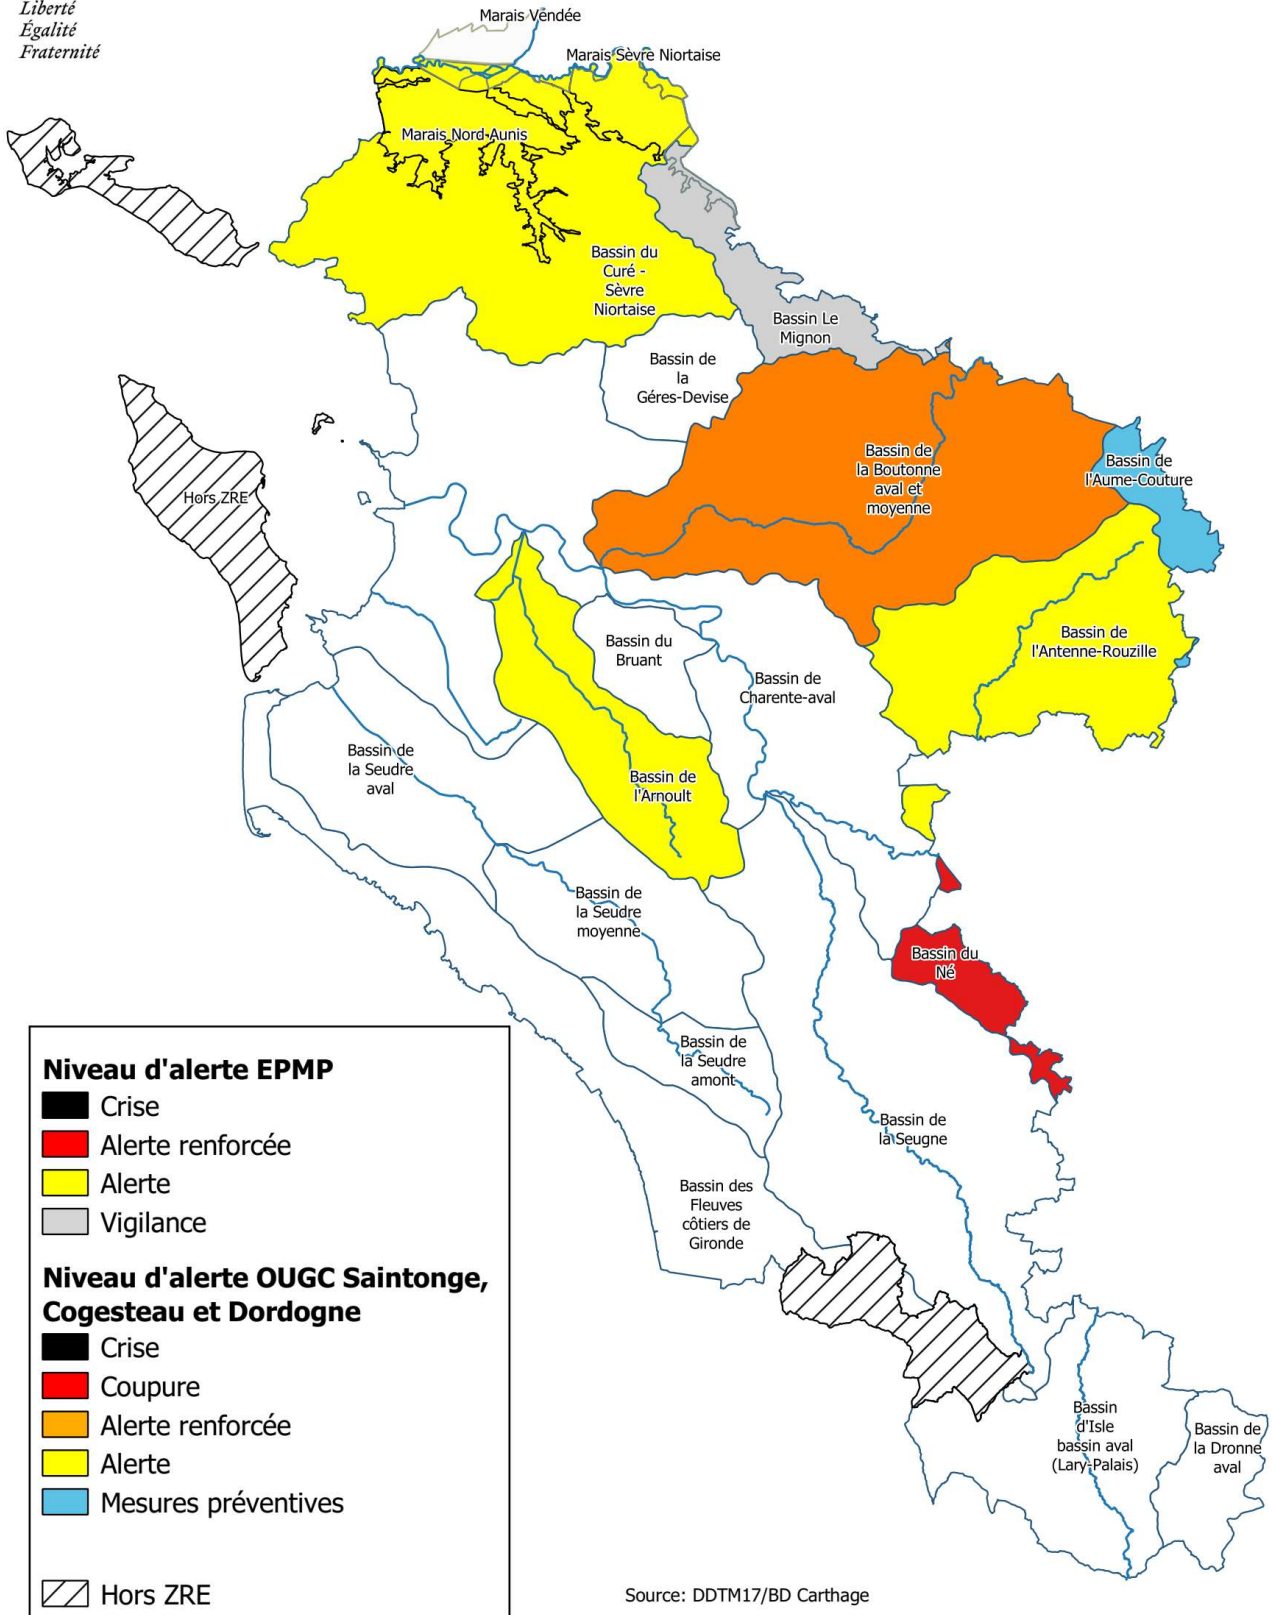 Liberté
Égalité
Fraternité
Marais Vendée
Marais Sèvre Niortaise
Marais Nord Aunis
Bassin du
Curé -
Sèvre
Niortaise
Bassin Le
Mignon
Bassin de
la
Géres-Devise
Bassin de
la Boutonne
aval et
moyenne
Bassin de
l'Aume-Couture
Hors ZRE
Bassin de
l'Antenne-Rouzille
Bassin du
Bruant
Bassin de
Charente-aval
Bassin de
la Seudre
aval
Bassin de
l'Arnoult
Bassin de
la Seudre
moyenne
Bassin du
Né
Bassin de
la Seudre
amont
Bassin de
la Seugne
Bassin des
Fleuves
côtiers de
Gironde
Bassin
d'Isle
bassin aval
(Lary-Palais)
Bassin de
la Dronne
aval
Niveau d'alerte EPMP
Crise
Alerte renforcée
Alerte
Vigilance
Niveau d'alerte OUGC Saintonge,
Cogesteau et Dordogne
Crise
Coupure
Alerte renforcée
Alerte
Mesures préventives
Hors ZRE
Source: DDTM17/BD Carthage